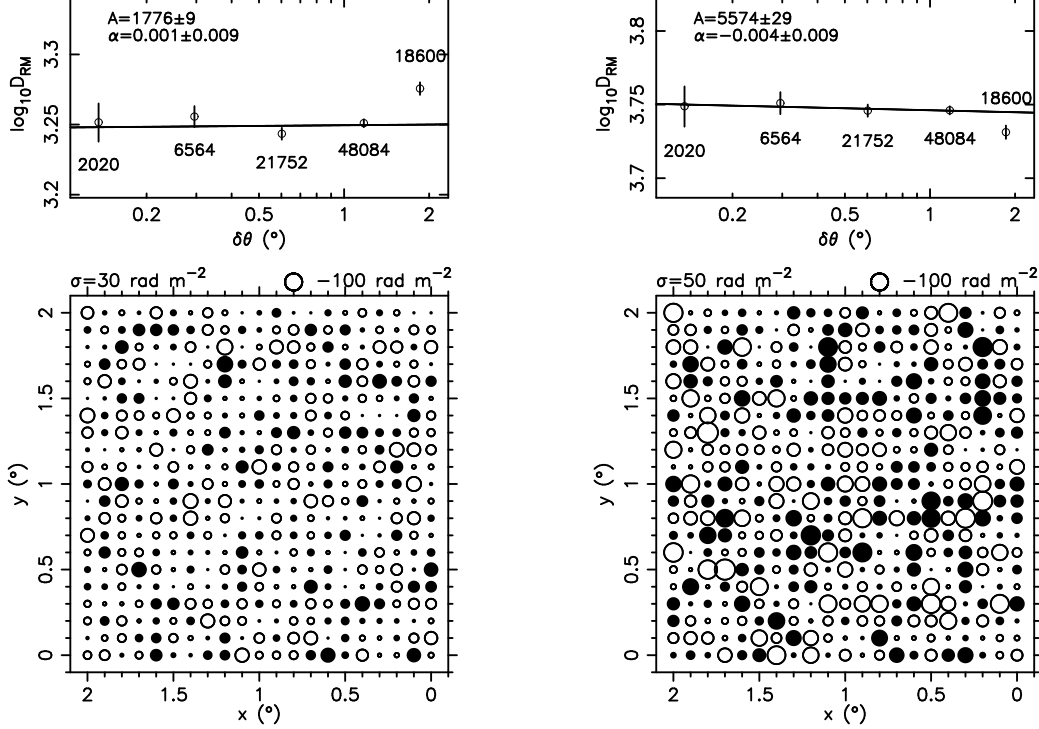 A=1776±9
α=0.001±0.009
18600
3.3
3.25
3.2
log10DRM
2020
6564
21752
48084
0.2
0.5
1
2
δθ (°)
A=5574±29
α=−0.004±0.009
18600
3.8
3.75
3.7
log10DRM
2020
6564
21752
48084
0.2
0.5
1
2
δθ (°)
σ=30 rad m−2
−100 rad m−2
2
1.5
1
0.5
0
y (°)
2
1.5
1
0.5
0
x (°)
σ=50 rad m−2
−100 rad m−2
2
1.5
1
0.5
0
y (°)
2
1.5
1
0.5
0
x (°)